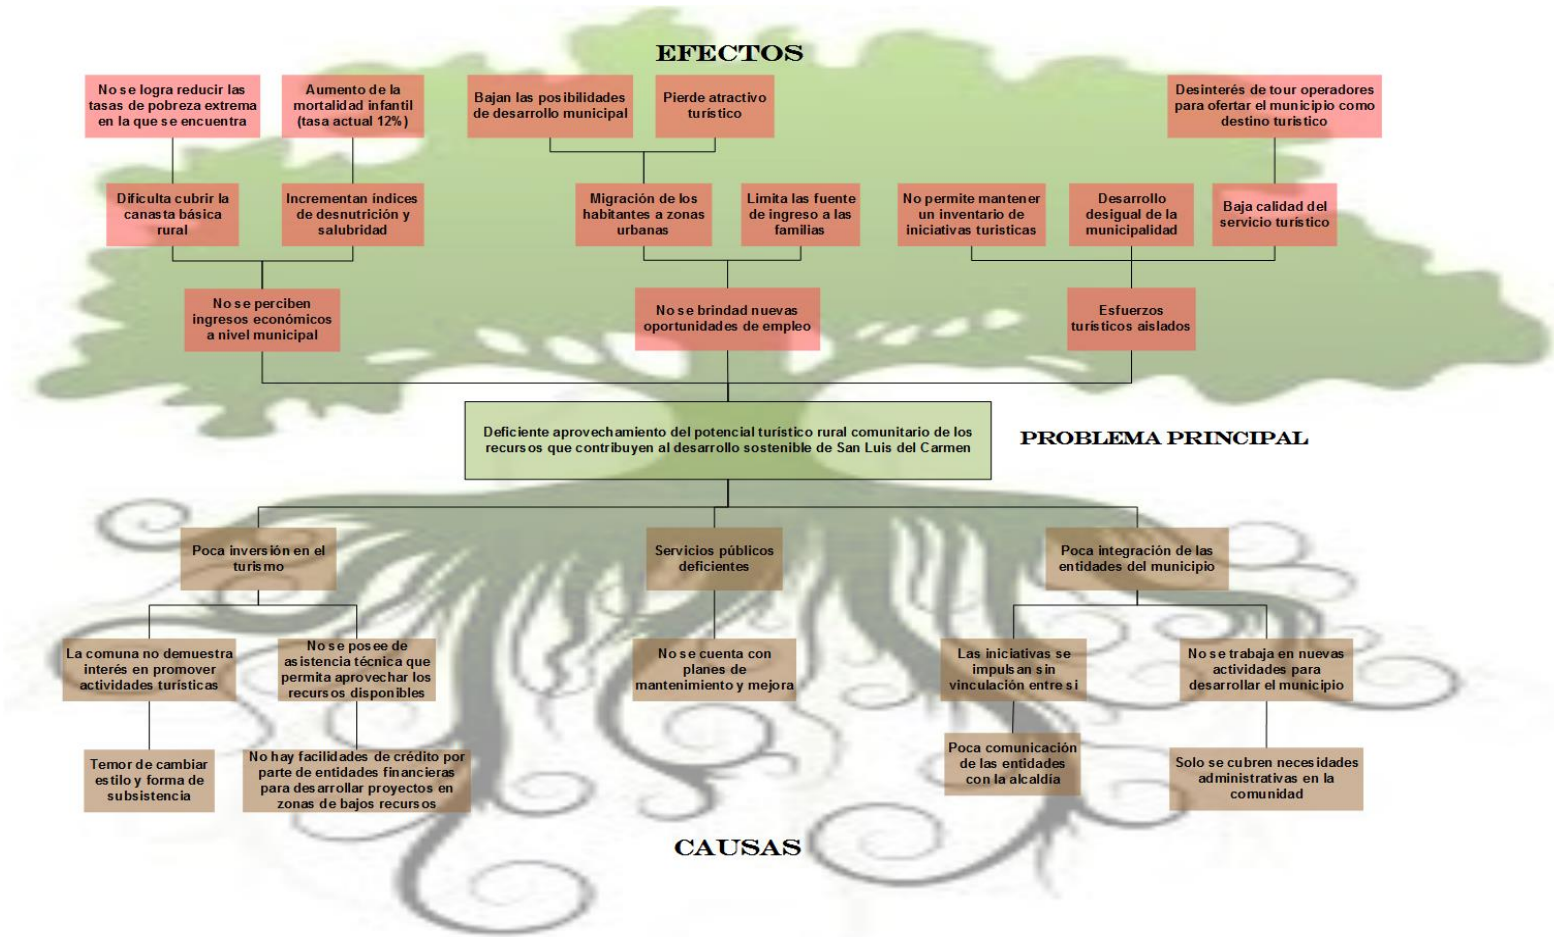 EFECTOS
No se logra reducir las
tasas de pobreza extrema
en la que se encuentra
Aumento de la
mortalidad infantil
(tasa actual 12%)
Bajan las posibilidades
de desarrollo municipal
Pierde atractivo
turístico
Desinterés de tour operadores
para ofertar el municipio como
destino turístico
Dificulta cubrir la
canasta básica
rural
Incrementan índices
de desnutrición y
salubridad
Migración de los
habitantes a zonas
urbanas
Limita las fuente
de ingreso a las
familias
No permite mantener
un inventario de
iniciativas turisticas
Desarrollo
desigual de la
municipalidad
Baja calidad del
servicio turístico
No se perciben
ingresos económicos
a nivel municipal
No se brindad nuevas
oportunidades de empleo
Esfuerzos
turísticos aislados
Deficiente aprovechamiento del potencial turístico rural comunitario de los
recursos que contribuyen al desarrollo sostenible de San Luis del Carmen
PROBLEMA PRINCIPAL
Poca inversión en el
turismo
Servicios públicos
deficientes
Poca integración de las
entidades del municipio
La comuna no demuestra
interés en promover
actividades turísticas
No se posee de
asistencia técnica que
permita aprovechar los
recursos disponibles
No se cuenta con
planes de
mantenimiento y mejora
Las iniciativas se
impulsan sin
vinculación entre si
No se trabaja en nuevas
actividades para
desarrollar el municipio
Temor de cambiar
estilo y forma de
subsistencia
No hay facilidades de crédito por
parte de entidades financieras
para desarrollar proyectos en
zonas de bajos recursos
Poca comunicación
de las entidades
con la alcaldía
Solo se cubren necesidades
administrativas en la
comunidad
CAUSAS